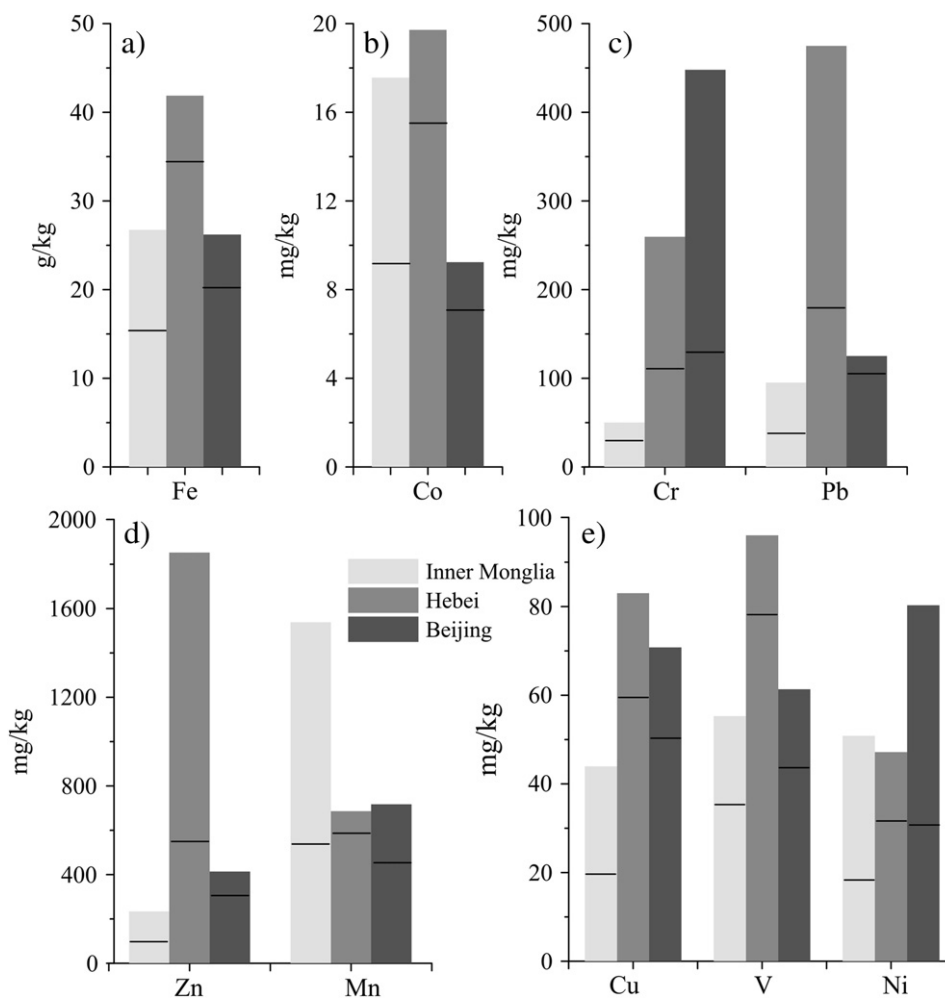 a)
50
40
30
20
10
0
g/kg
Fe
b)
20
16
12
8
4
0
mg/kg
Co
c)
500
400
300
200
100
0
mg/kg
Cr Pb
d)
2000
1600
1200
800
400
0
mg/kg
Zn Mn
Inner Monglia
Hebei
Beijing
e)
100
80
60
40
20
0
mg/kg
Cu V Ni